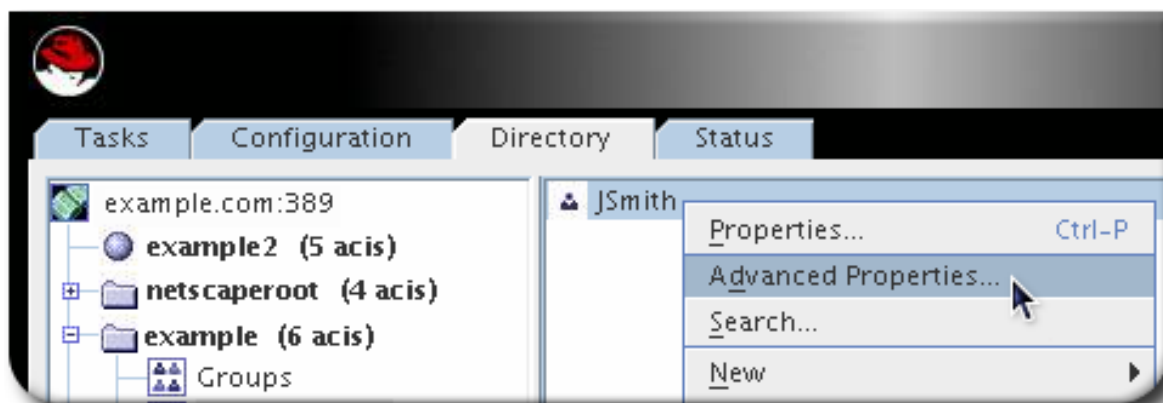 Tasks Configuration Directory Status
example.com:389
example2 (5 acis)
netscaperoot (4 acis)
example (6 acis)
Groups
JSmith
Properties... Ctrl-P
Advanced Properties...
Search...
New